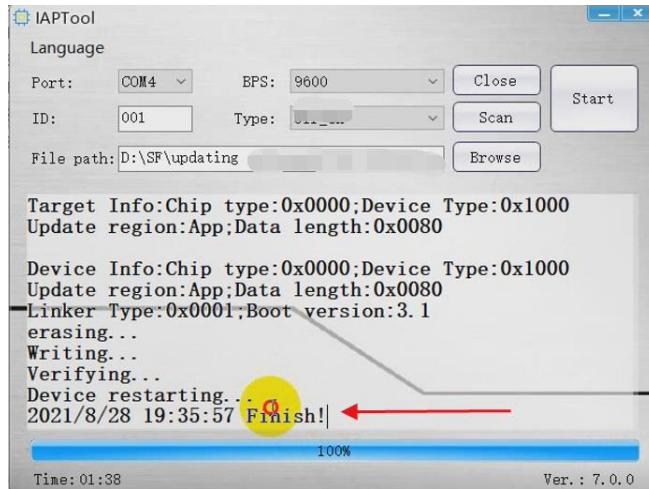 IAPTool
Language
Port: COM4 BPS: 9600 Close
Start
ID: 001 Type: Scan
File path: D:\SF\updating Browse
Target Info:Chip type:0x0000;Device Type:0x1000
Update region:App;Data length:0x0080
Device Info:Chip type:0x0000;Device Type:0x1000
Update region:App;Data length:0x0080
Linker Type:0x0001;Boot version:3.1
erasing...
Writing...
Verifying...
Device restarting...
2021/8/28 19:35:57 Finish!
100%
Time:01:38 Ver.: 7.0.0